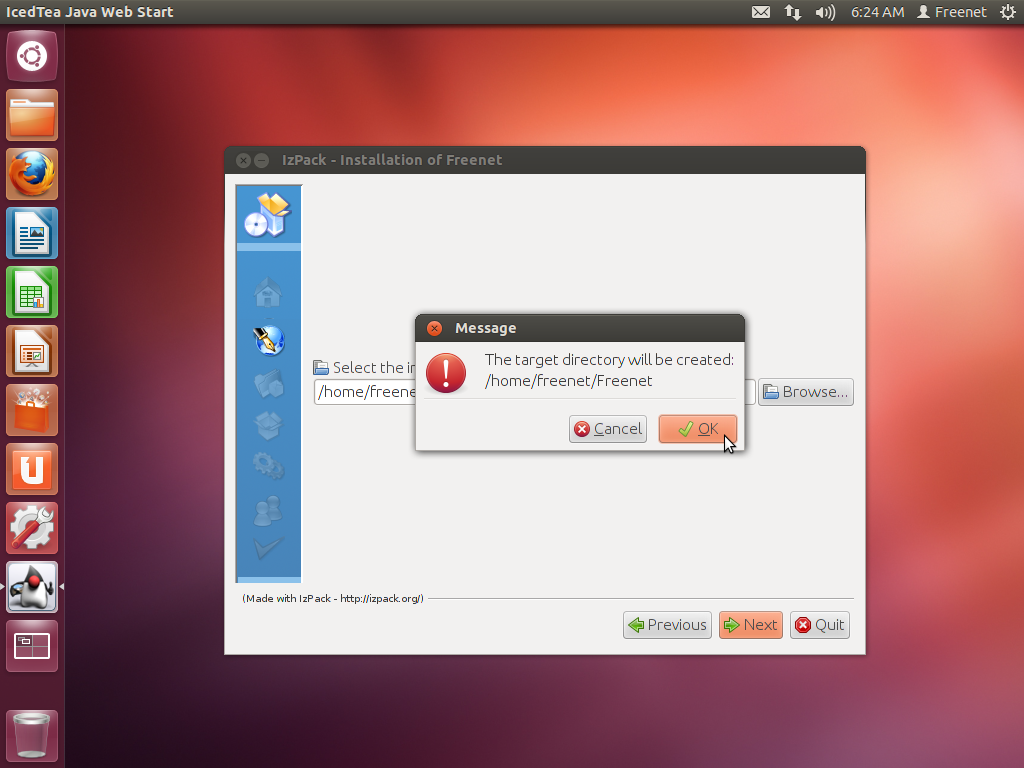 IcedTea Java Web Start
6:24 AM Freenet
IzPack - Installation of Freenet
Message
The target directory will be created:
/home/freenet/Freenet
Select the in
/home/freene
Browse...
Cancel
OK
(Made with IzPack - http://izpack.org/)
Previous
Next
Quit